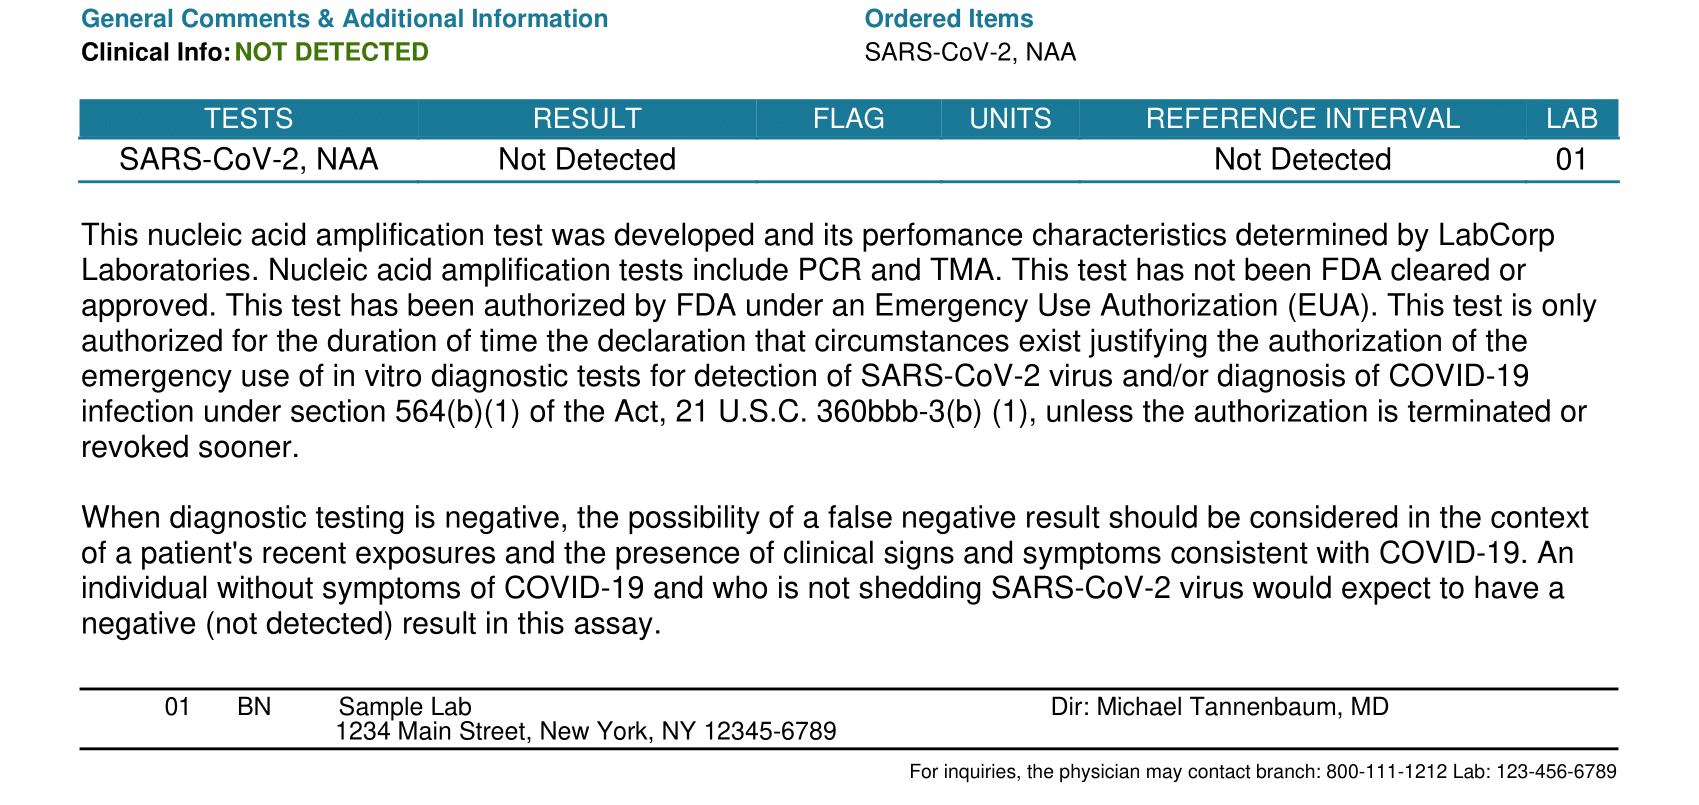 General Comments & Additional Information
Ordered Items
Clinical Info: NOT DETECTED
SARS-CoV-2, NAA
TESTS RESULT FLAG UNITS REFERENCE INTERVAL LAB
SARS-CoV-2, NAA Not Detected Not Detected 01
This nucleic acid amplification test was developed and its perfomance characteristics determined by LabCorp
Laboratories. Nucleic acid amplification tests include PCR and TMA. This test has not been FDA cleared or
approved. This test has been authorized by FDA under an Emergency Use Authorization (EUA). This test is only
authorized for the duration of time the declaration that circumstances exist justifying the authorization of the
emergency use of in vitro diagnostic tests for detection of SARS-CoV-2 virus and/or diagnosis of COVID-19
infection under section 564(b)(1) of the Act, 21 U.S.C. 360bbb-3(b) (1), unless the authorization is terminated or
revoked sooner.
When diagnostic testing is negative, the possibility of a false negative result should be considered in the context
of a patient's recent exposures and the presence of clinical signs and symptoms consistent with COVID-19. An
individual without symptoms of COVID-19 and who is not shedding SARS-CoV-2 virus would expect to have a
negative (not detected) result in this assay.
01 BN Sample Lab Dir: Michael Tannenbaum, MD
1234 Main Street, New York, NY 12345-6789
For inquiries, the physician may contact branch: 800-111-1212 Lab: 123-456-6789